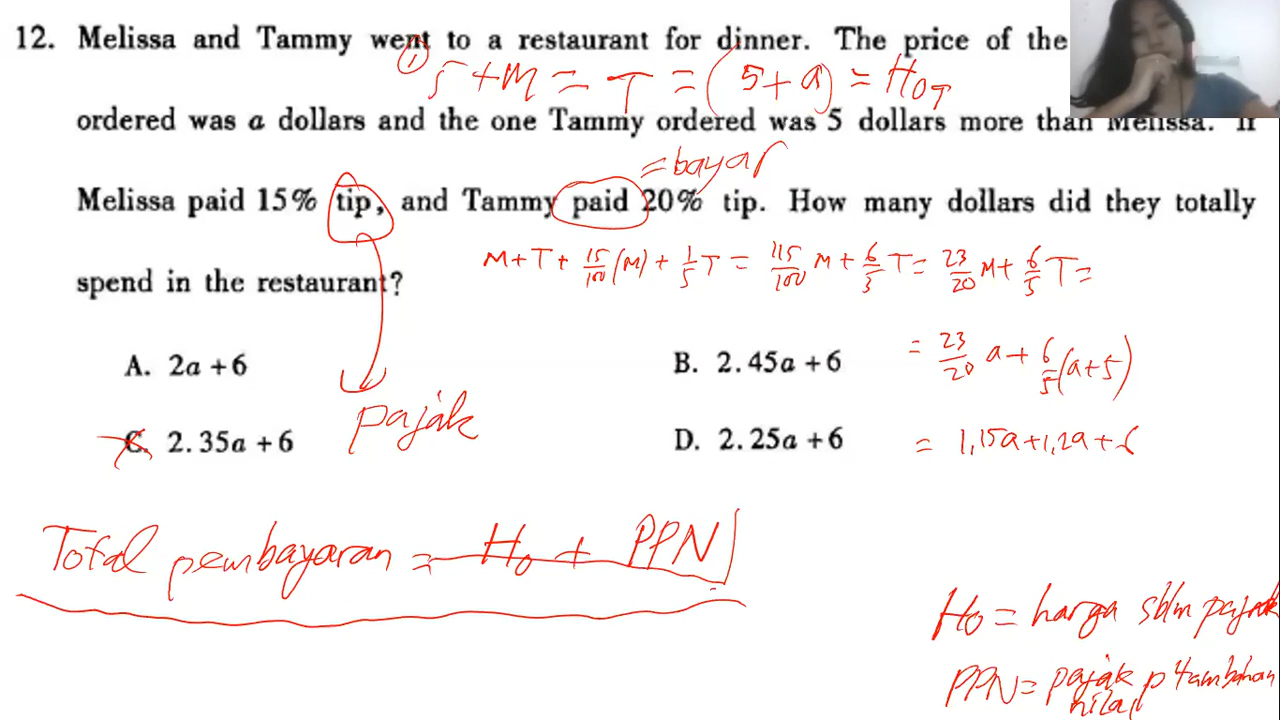 12. Melissa and Tammy went to a restaurant for dinner. The price of the
① 5 + M = T = (5 + a) = H0T
ordered was a dollars and the one Tammy ordered was 5 dollars more than Melissa. If
= bayar
Melissa paid 15% tip, and Tammy paid 20% tip. How many dollars did they totally
M + T + 15/100 (M) + 1/5 T = 115/100 M + 6/5 T = 23/20 M + 6/5 T =
spend in the restaurant?
= 23/20 a + 6/5 (a + 5)
A. 2a + 6
B. 2.45a + 6
pajak
C. 2.35a + 6
D. 2.25a + 6
= 1,15a + 1,2a + 6
Total pembayaran = H0 + PPN
H0 = harga sblm pajak
PPN = pajak ptambahan
nilai